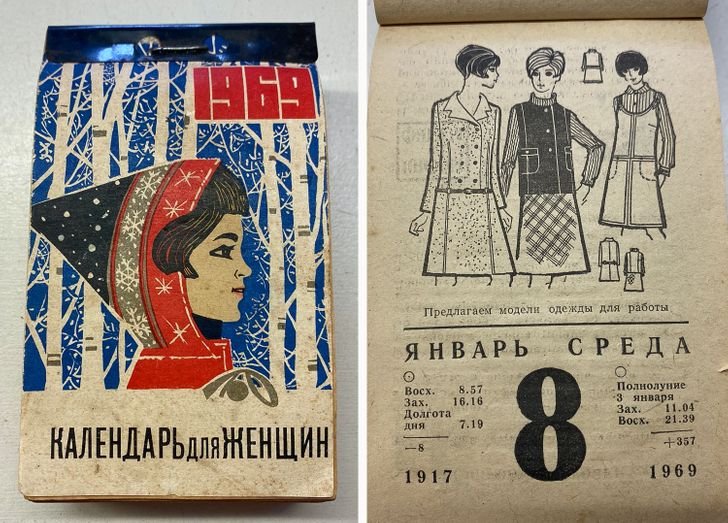 1969
КАЛЕНДАРЬ ДЛЯ ЖЕНЩИН
Предлагаем модели одежды для работы
ЯНВАРЬ СРЕДА
Восх. 8.57
Зах. 16.16
Долгота
дня 7.19
—8
1917
8
Полнолуние
3 января
Зах. 11.04
Восх. 21.39
+357
1969